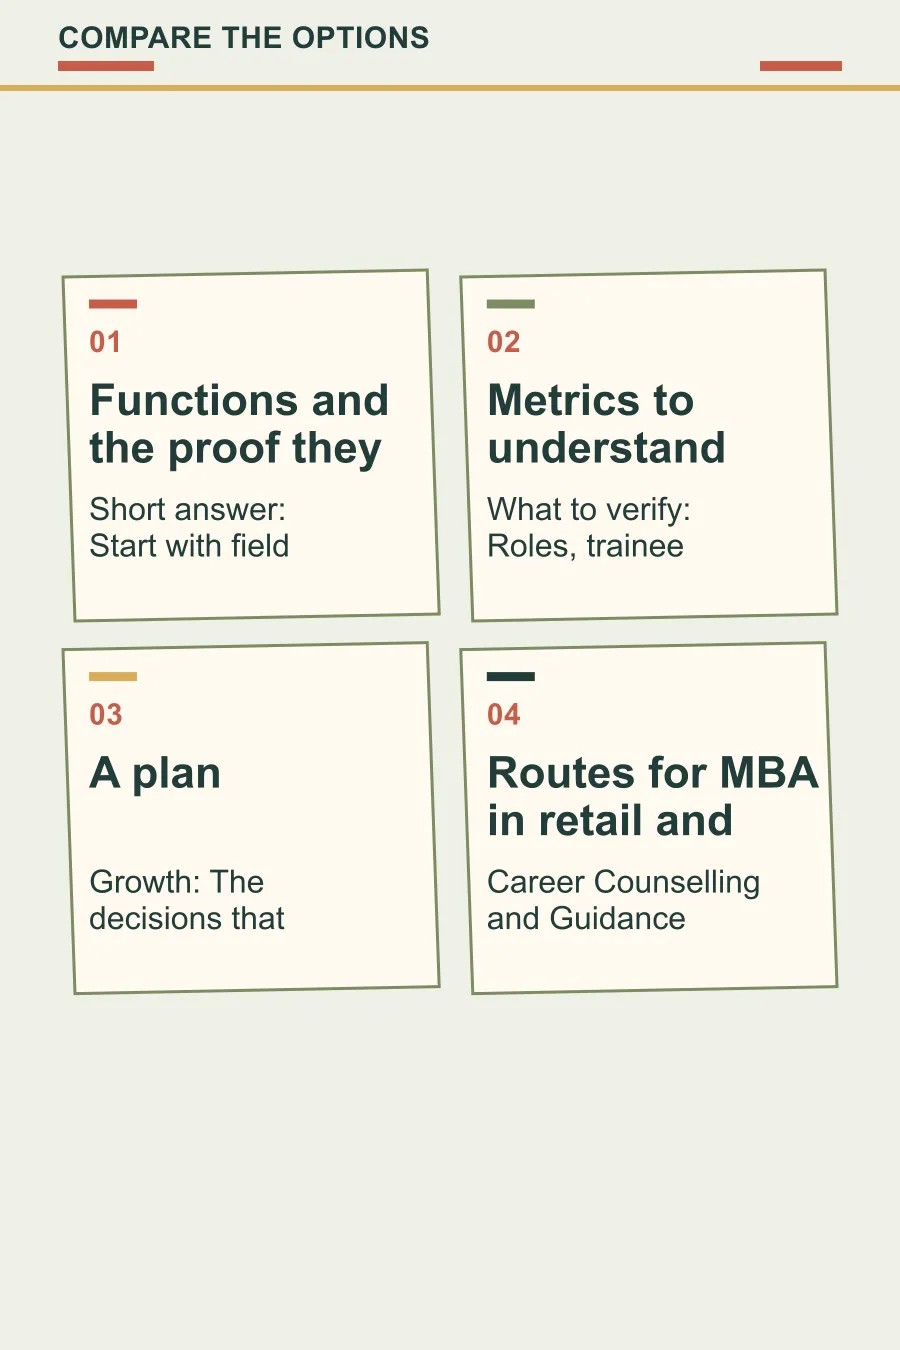 COMPARE THE OPTIONS
01
Functions and
the proof they
Short answer:
Start with field
02
Metrics to
understand
What to verify:
Roles, trainee
03
A plan
Growth: The
decisions that
04
Routes for MBA
in retail and
Career Counselling
and Guidance